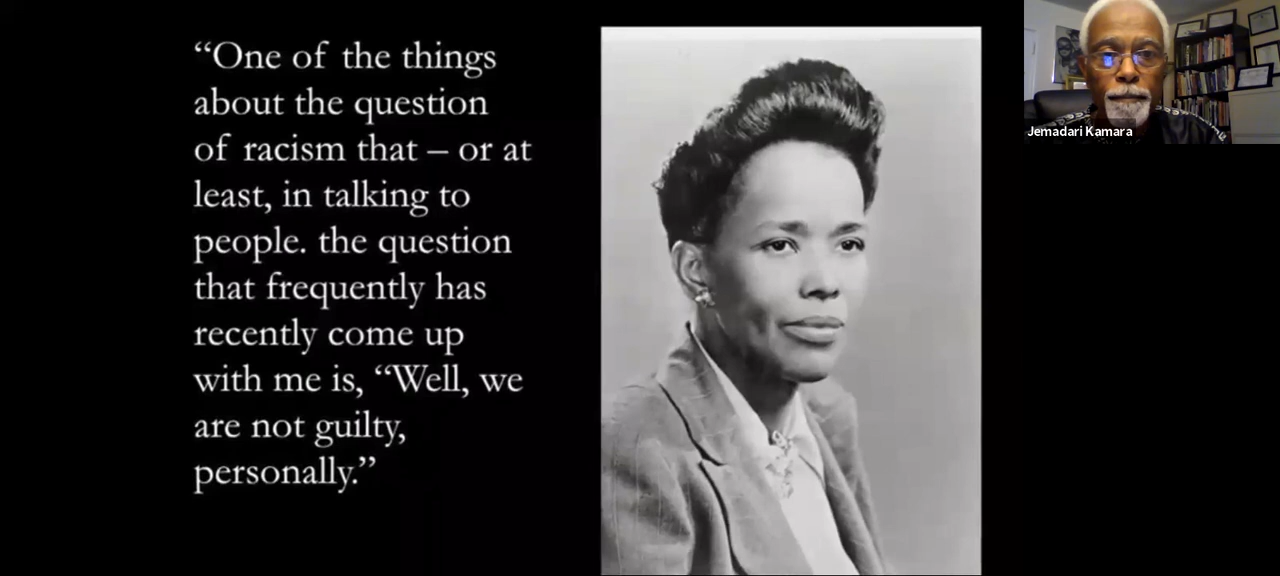 “One of the things
about the question
of racism that – or at
least, in talking to
people. the question
that frequently has
recently come up
with me is, “Well, we
are not guilty,
personally.”
Jemadari Kamara